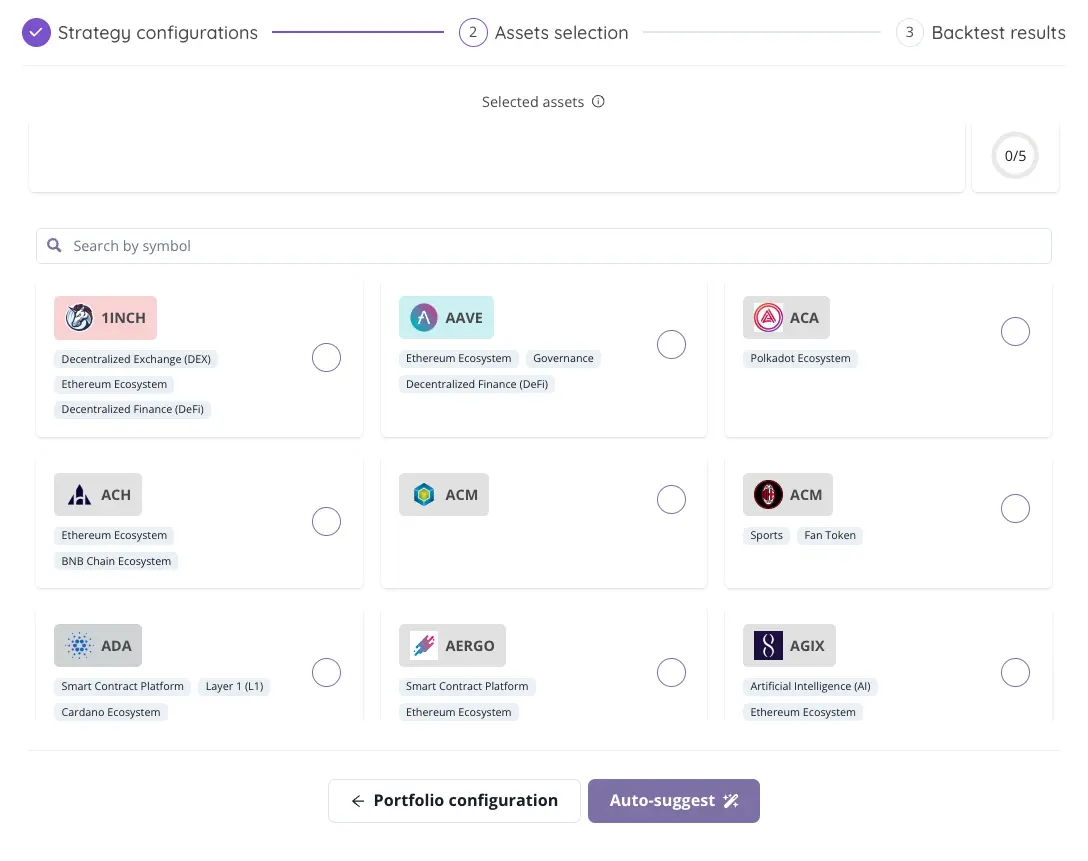 Strategy configurations
2 Assets selection
3 Backtest results
Selected assets
0/5
Search by symbol
1INCH
Decentralized Exchange (DEX)
Ethereum Ecosystem
Decentralized Finance (DeFi)
AAVE
Ethereum Ecosystem Governance
Decentralized Finance (DeFi)
ACA
Polkadot Ecosystem
ACH
Ethereum Ecosystem
BNB Chain Ecosystem
ACM
ACM
Sports Fan Token
ADA
Smart Contract Platform Layer 1 (L1)
Cardano Ecosystem
AERGO
Smart Contract Platform
Ethereum Ecosystem
AGIX
Artificial Intelligence (AI)
Ethereum Ecosystem
← Portfolio configuration
Auto-suggest